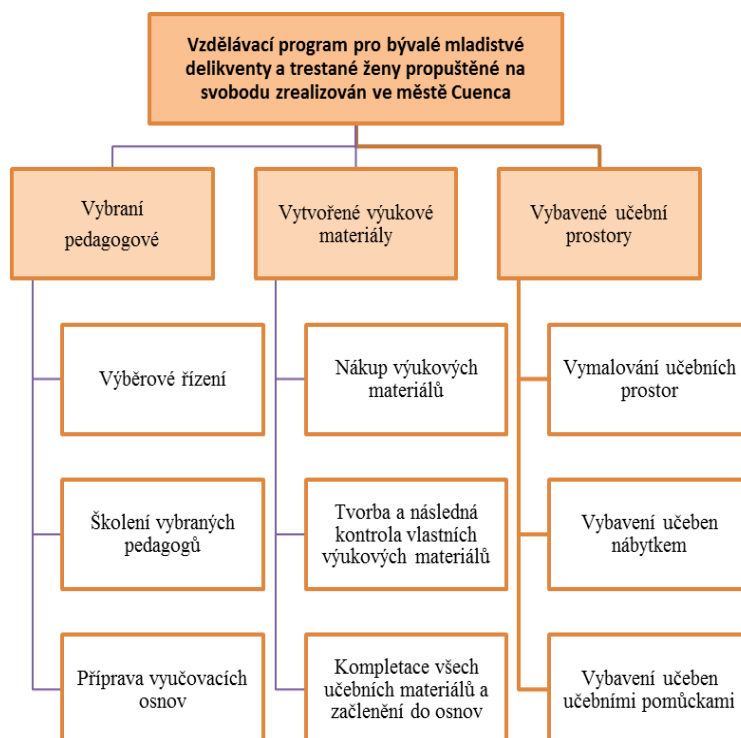 Vzdělávací program pro bývalé mladistvé
delikventy a trestané ženy propuštěné na
svobodu zrealizován ve městě Cuenca
Vybraní
pedagogové
Výběrové řízení
Školení vybraných
pedagogů
Příprava vyučovacích
osnov
Vytvořené výukové
materiály
Nákup výukových
materiálů
Tvorba a následná
kontrola vlastních
výukových materiálů
Kompletace všech
učebních materiálů a
začlenění do osnov
Vybavené učební
prostory
Vymalování učebních
prostor
Vybavení učeben
nábytkem
Vybavení učeben
učebními pomůckami